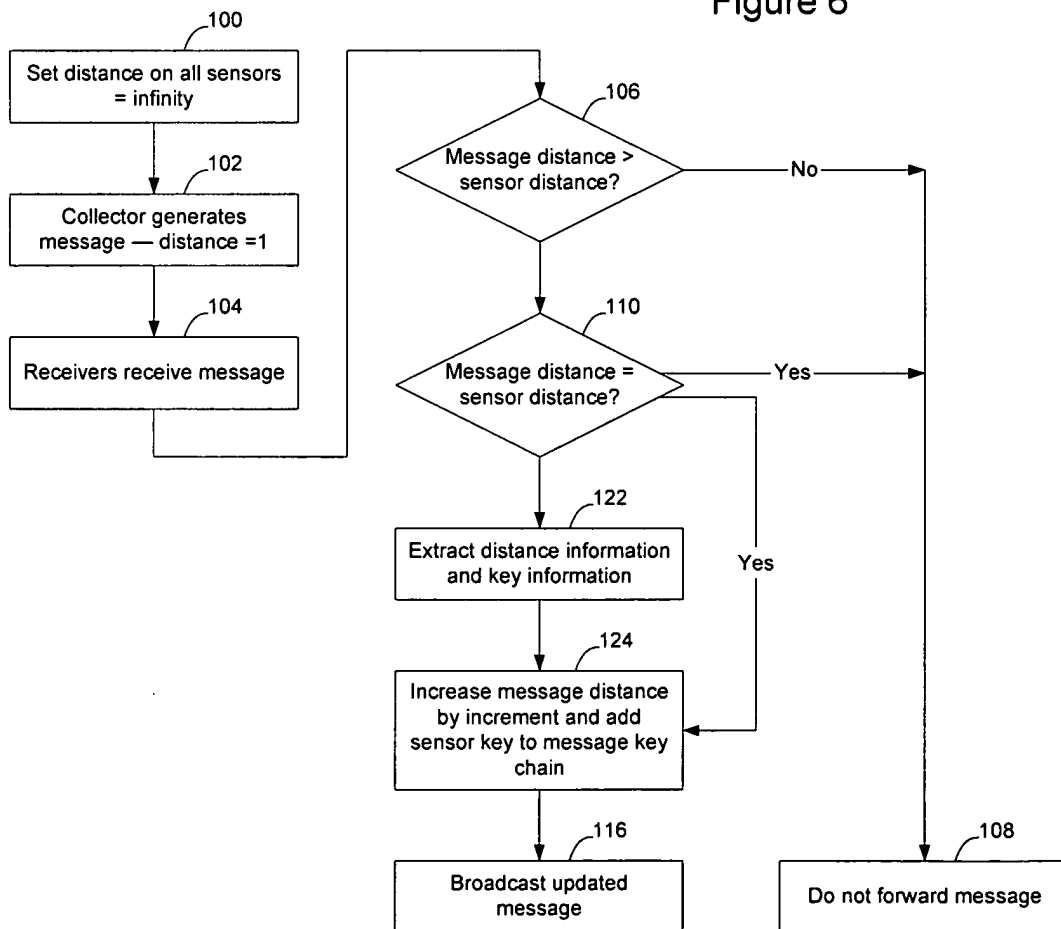 Figure 6
100
Set distance on all sensors
= infinity
102
Collector generates
message — distance =1
104
Receivers receive message
106
Message distance >
sensor distance?
No
110
Message distance =
sensor distance?
Yes
Yes
122
Extract distance information
and key information
124
Increase message distance
by increment and add
sensor key to message key
chain
116
Broadcast updated
message
108
Do not forward message